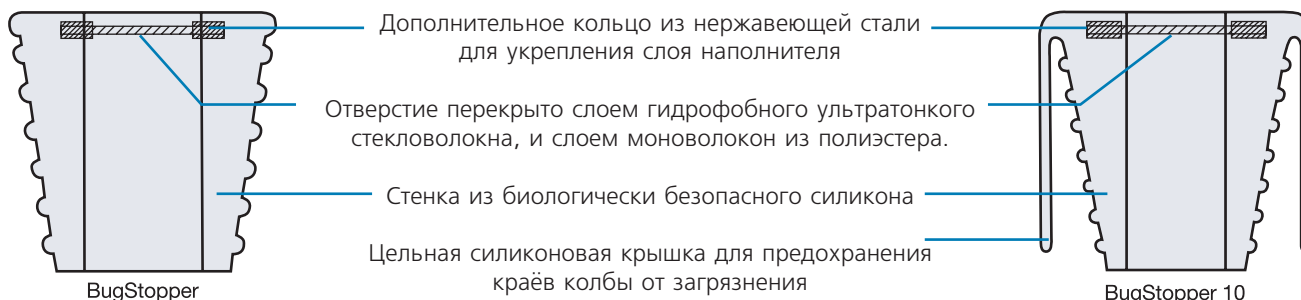 Дополнительное кольцо из нержавеющей стали
для укрепления слоя наполнителя
Отверстие перекрыто слоем гидрофобного ультратонкого
стекловолокна, и слоем моноволокон из полиэстера.
Стенка из биологически безопасного силикона
Цельная силиконовая крышка для предохранения
краёв колбы от загрязнения
BugStopper
BugStopper 10